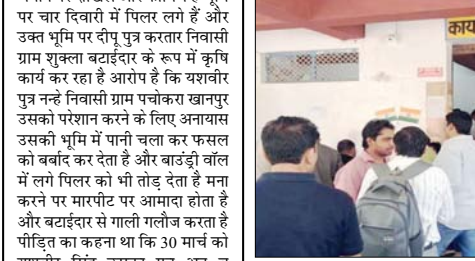 पर चार दिवारी में पिलर लगे हैं और
उक्त भूमि पर दीपू पुत्र करतार निवासी
ग्राम शुक्ला बटाईदार के रूप में कृषि
कार्य कर रहा है आरोप है कि यशवीर
पुत्र नन्हे निवासी ग्राम पचोकरा खानपुर
उसको परेशान करने के लिए अनायास
उसकी भूमि में पानी चला कर फसल
को बर्बाद कर देता है और बाउंड्री वॉल
में लगे पिलर को भी तोड़ देता है मना
करने पर मारपीट पर आमादा होता है
और बटाईदार से गाली गलौज करता है
पीड़ित का कहना था कि 30 मार्च को